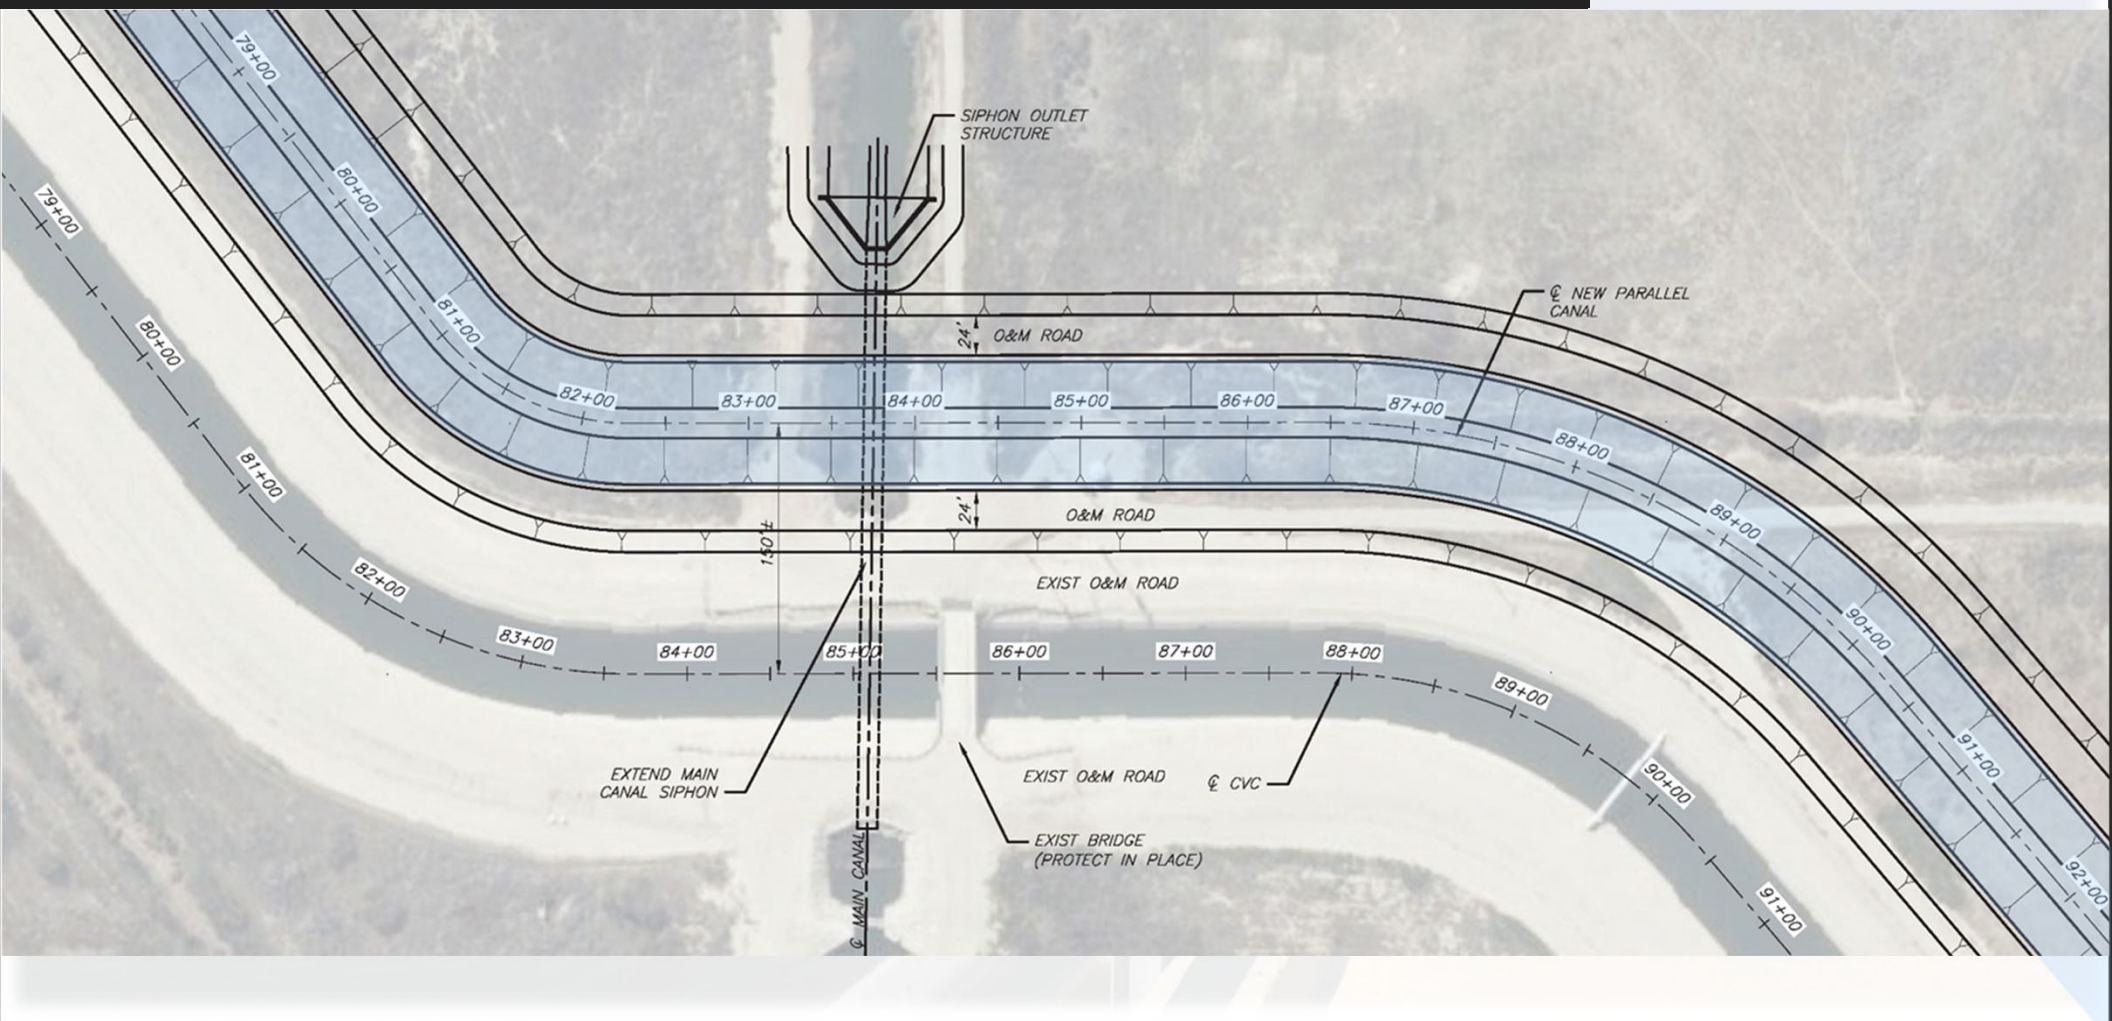 79+00
80+00
81+00
82+00
83+00
84+00
85+00
86+00
87+00
88+00
89+00
90+00
91+00
92+00
SIPHON OUTLET
STRUCTURE
℄ NEW PARALLEL
CANAL
24'
O&M ROAD
24'
O&M ROAD
150'±
EXIST O&M ROAD
79+00
80+00
81+00
82+00
83+00
84+00
85+00
86+00
87+00
88+00
89+00
90+00
91+00
EXTEND MAIN
CANAL SIPHON
EXIST O&M ROAD
℄ CVC
EXIST BRIDGE
(PROTECT IN PLACE)
℄ MAIN CANAL